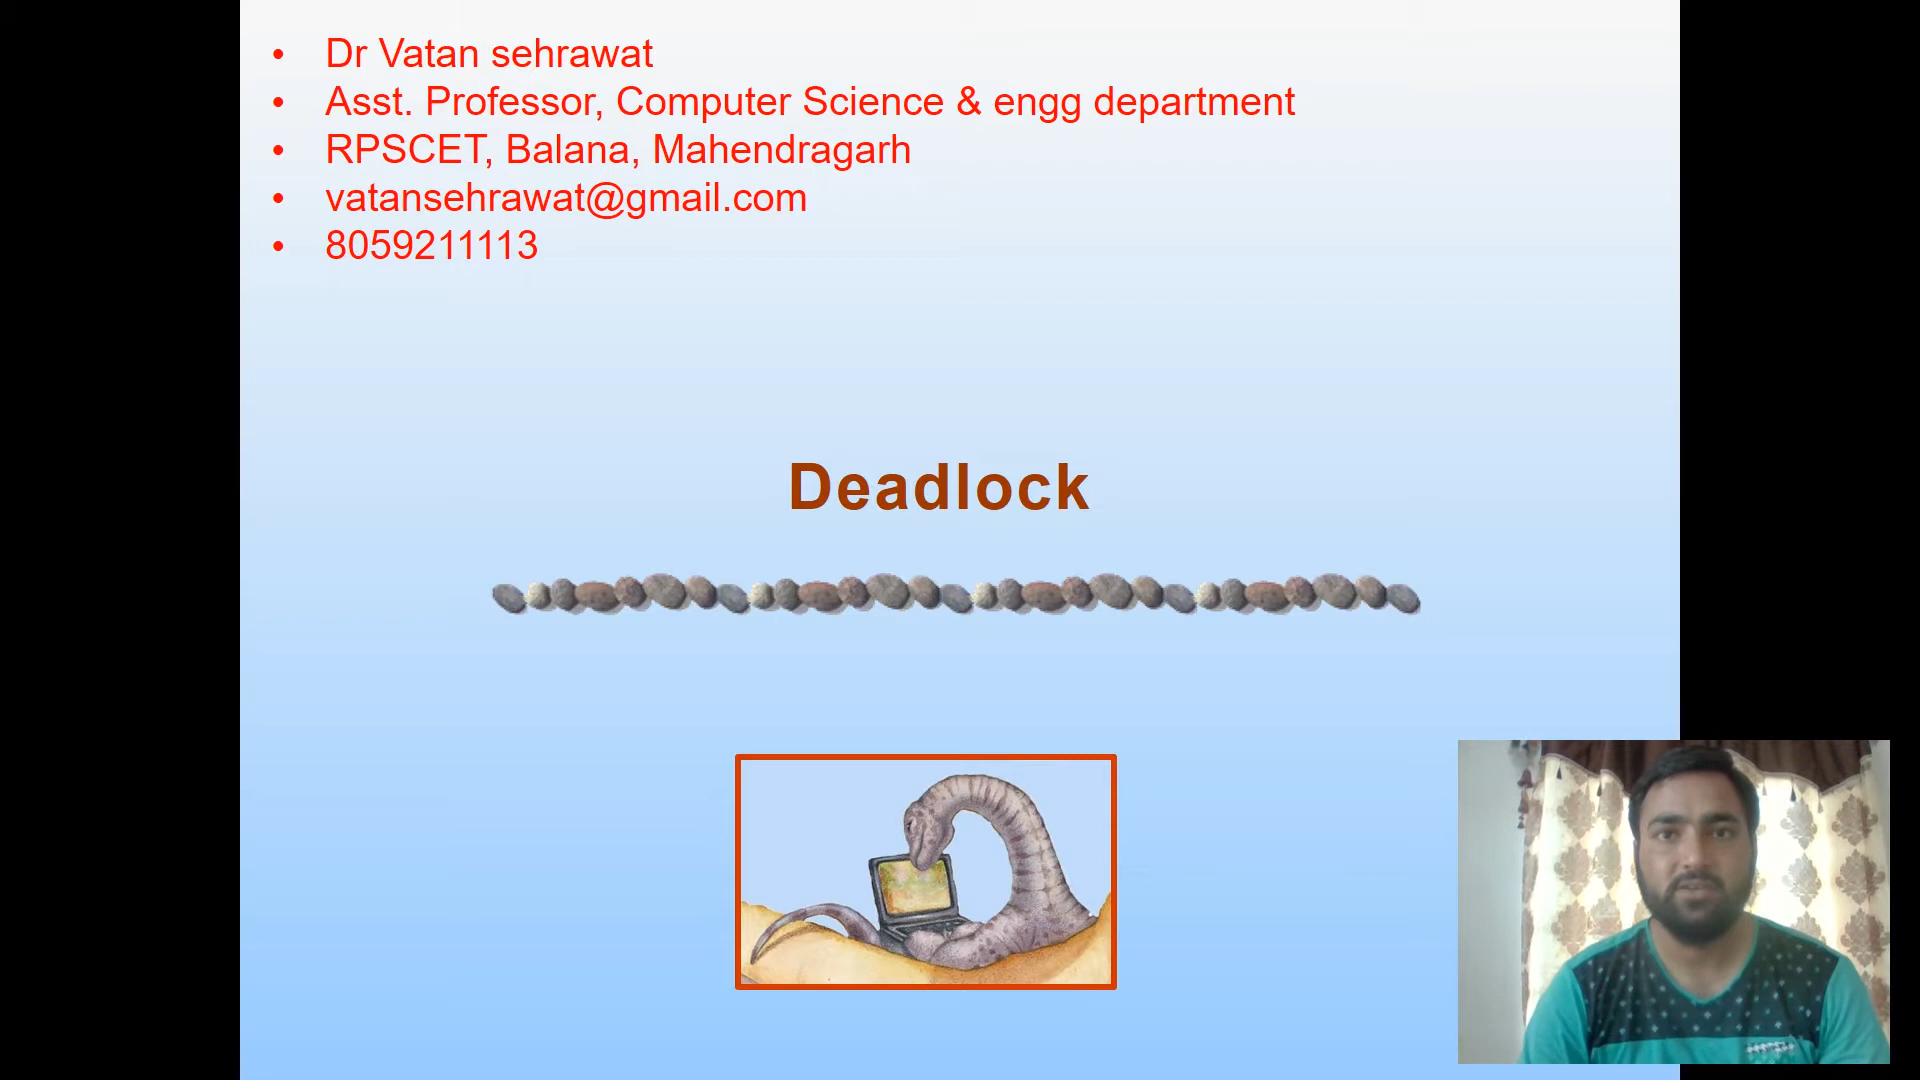 • Dr Vatan sehrawat
• Asst. Professor, Computer Science & engg department
• RPSCET, Balana, Mahendragarh
• vatansehrawat@gmail.com
• 8059211113
Deadlock